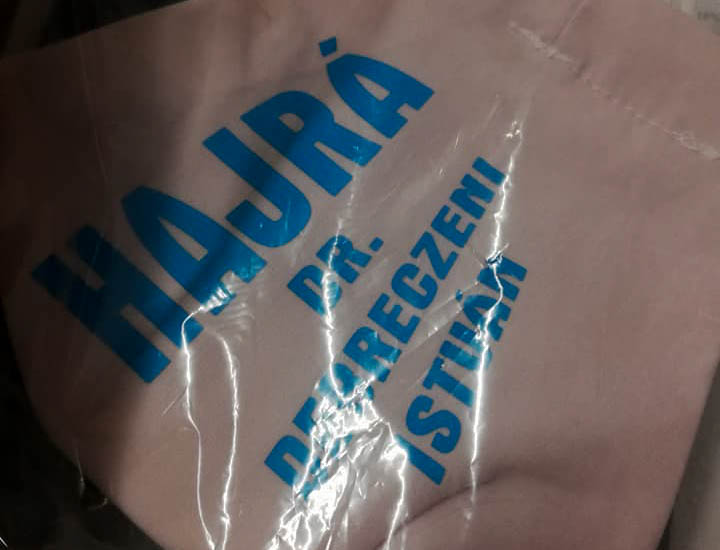 HAJRÁ
DR.
DEBRECZENI
ISTVÁN